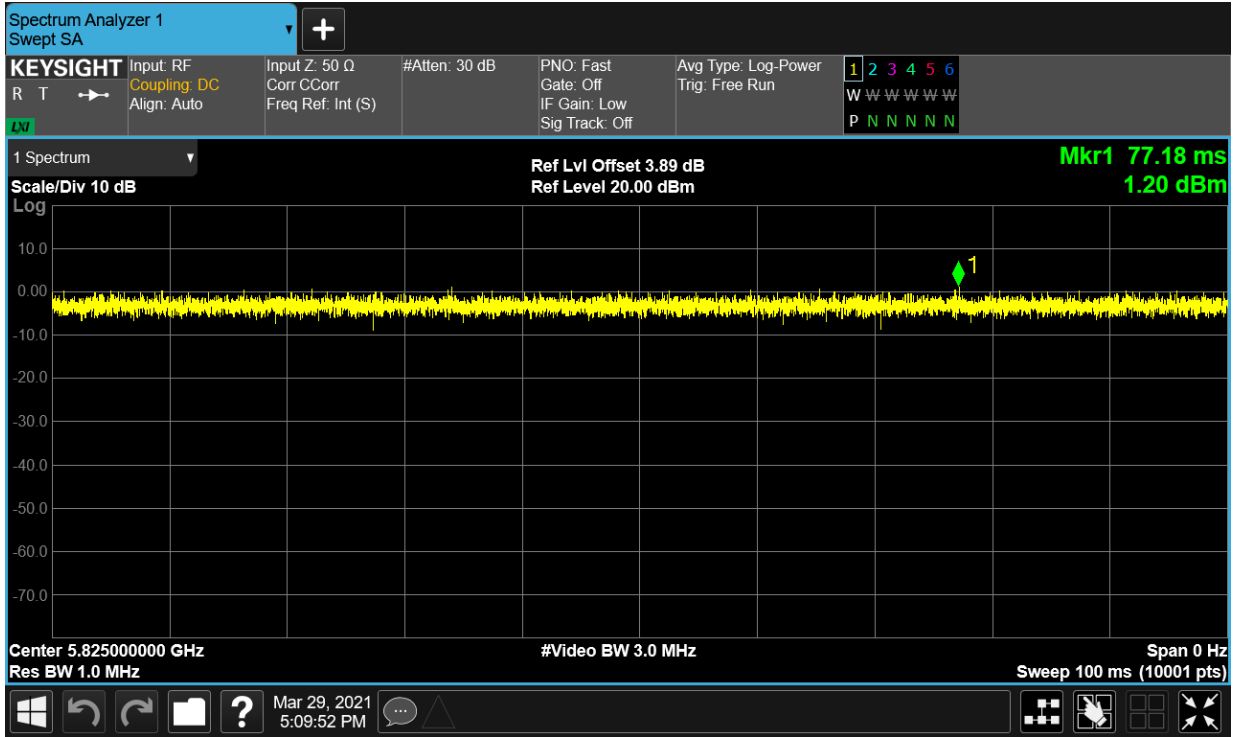 Spectrum Analyzer 1
Swept SA
KEYSIGHT
R T
LXI
Input: RF
Coupling: DC
Align: Auto
Input Z: 50 Ω
Corr CCorr
Freq Ref: Int (S)
#Atten: 30 dB
PNO: Fast
Gate: Off
IF Gain: Low
Sig Track: Off
Avg Type: Log-Power
Trig: Free Run
1 2 3 4 5 6
W W W W W W
P N N N N N
1 Spectrum
Scale/Div 10 dB
Log
Ref Lvl Offset 3.89 dB
Ref Level 20.00 dBm
Mkr1 77.18 ms
1.20 dBm
10.0
1
0.00
-10.0
-20.0
-30.0
-40.0
-50.0
-60.0
-70.0
Center 5.825000000 GHz
Res BW 1.0 MHz
#Video BW 3.0 MHz
Span 0 Hz
Sweep 100 ms (10001 pts)
?
Mar 29, 2021
5:09:52 PM